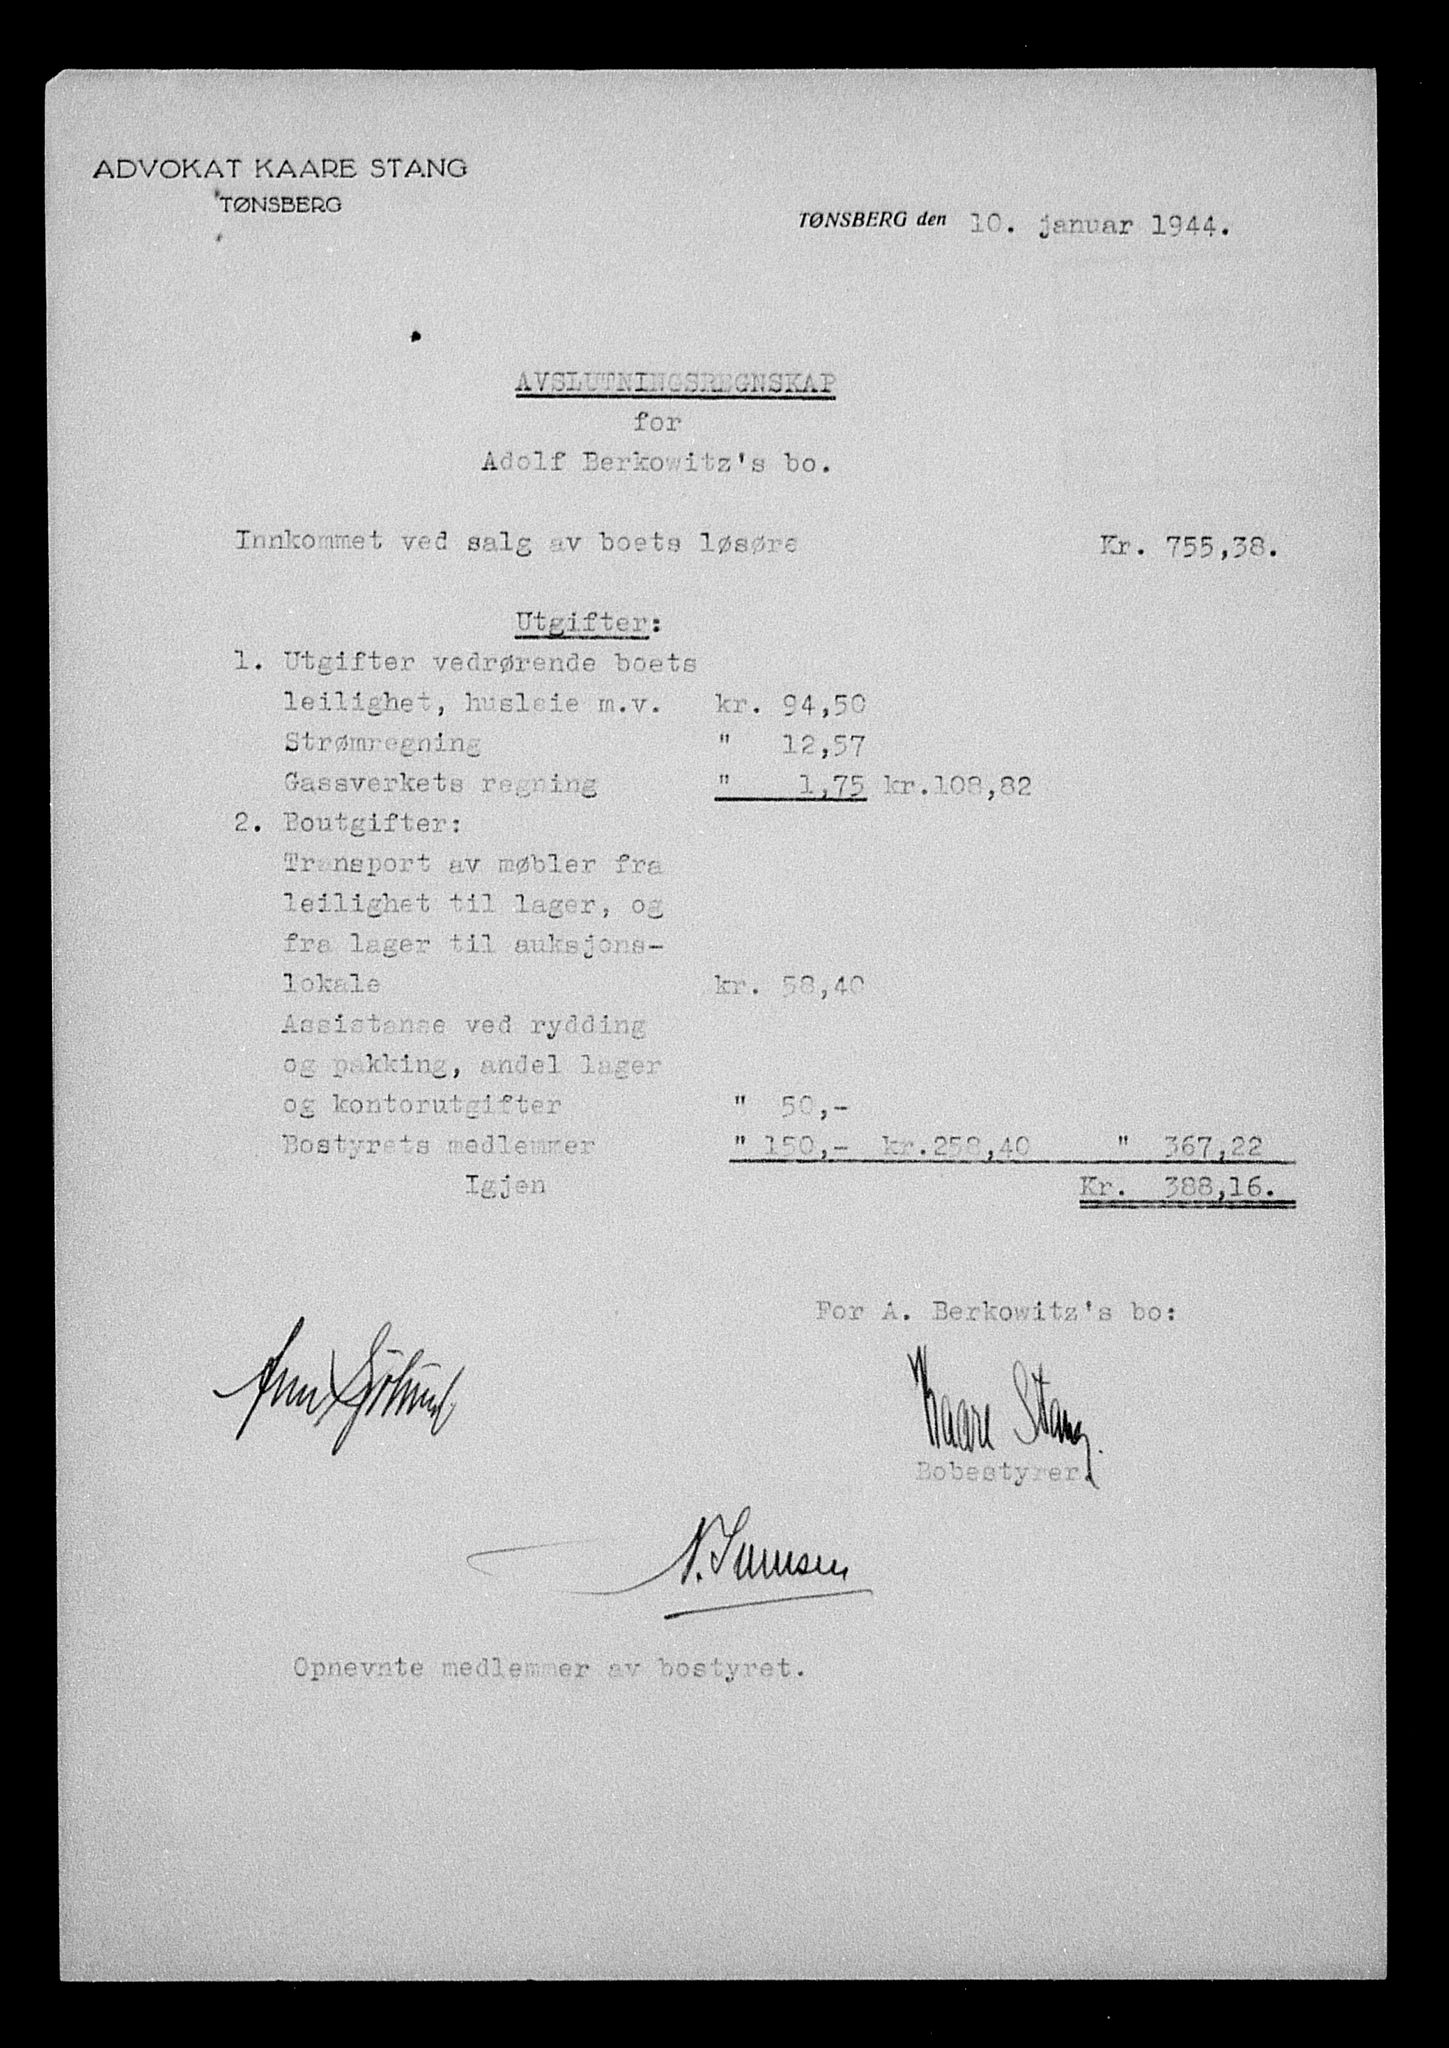 ADVOKAT KAARE STANG
TØNSBERG
TØNSBERG den 10. januar 1944.
AVSLUTNINGSREGNSKAP
for
Adolf Berkowitz's bo.
Innkommet ved salg av boets løsøre Kr. 755,38.
Utgifter:
1. Utgifter vedrørende boets
leilighet, husleie m.v. kr. 94,50
Strømregning " 12,57
Gassverkets regning " 1,75 kr.108,82
2. Boutgifter:
Transport av møbler fra
leilighet til lager, og
fra lager til auksjons-
lokale kr. 58,40
Assistanse ved rydding
og pakking, andel lager
og kontorutgifter " 50,-
Bostyrets medlemmer " 150,- kr.258,40 " 367,22
Igjen Kr. 388,16.
For A. Berkowitz's bo:
Kaare Stang.
Bobestyrer.
N.
Opnevnte medlemmer av bostyret.